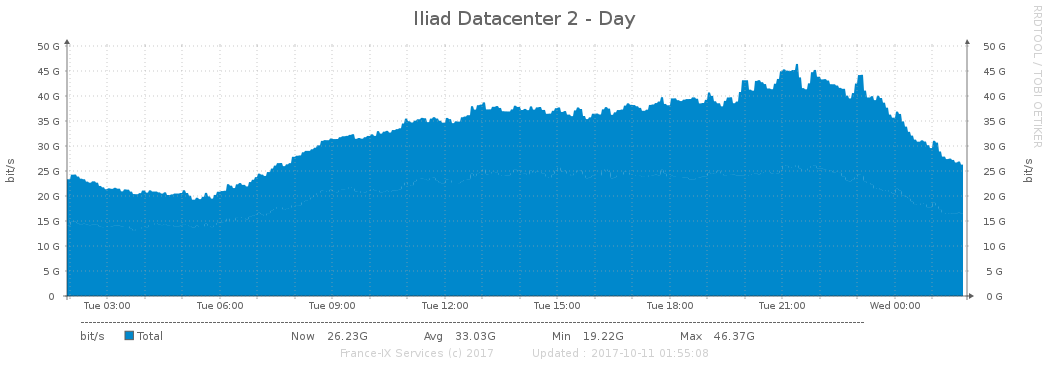 Iliad Datacenter 2 - Day
RRDTOOL / TOBI OETIKER
bit/s
50 G 50 G
45 G 45 G
40 G 40 G
35 G 35 G
30 G 30 G
25 G 25 G
20 G 20 G
15 G 15 G
10 G 10 G
5 G 5 G
0 0 G
bit/s
Tue 03:00 Tue 06:00 Tue 09:00 Tue 12:00 Tue 15:00 Tue 18:00 Tue 21:00 Wed 00:00
bit/s Total Now 26.23G Avg 33.03G Min 19.22G Max 46.37G
France-IX Services (c) 2017 Updated : 2017-10-11 01:55:08